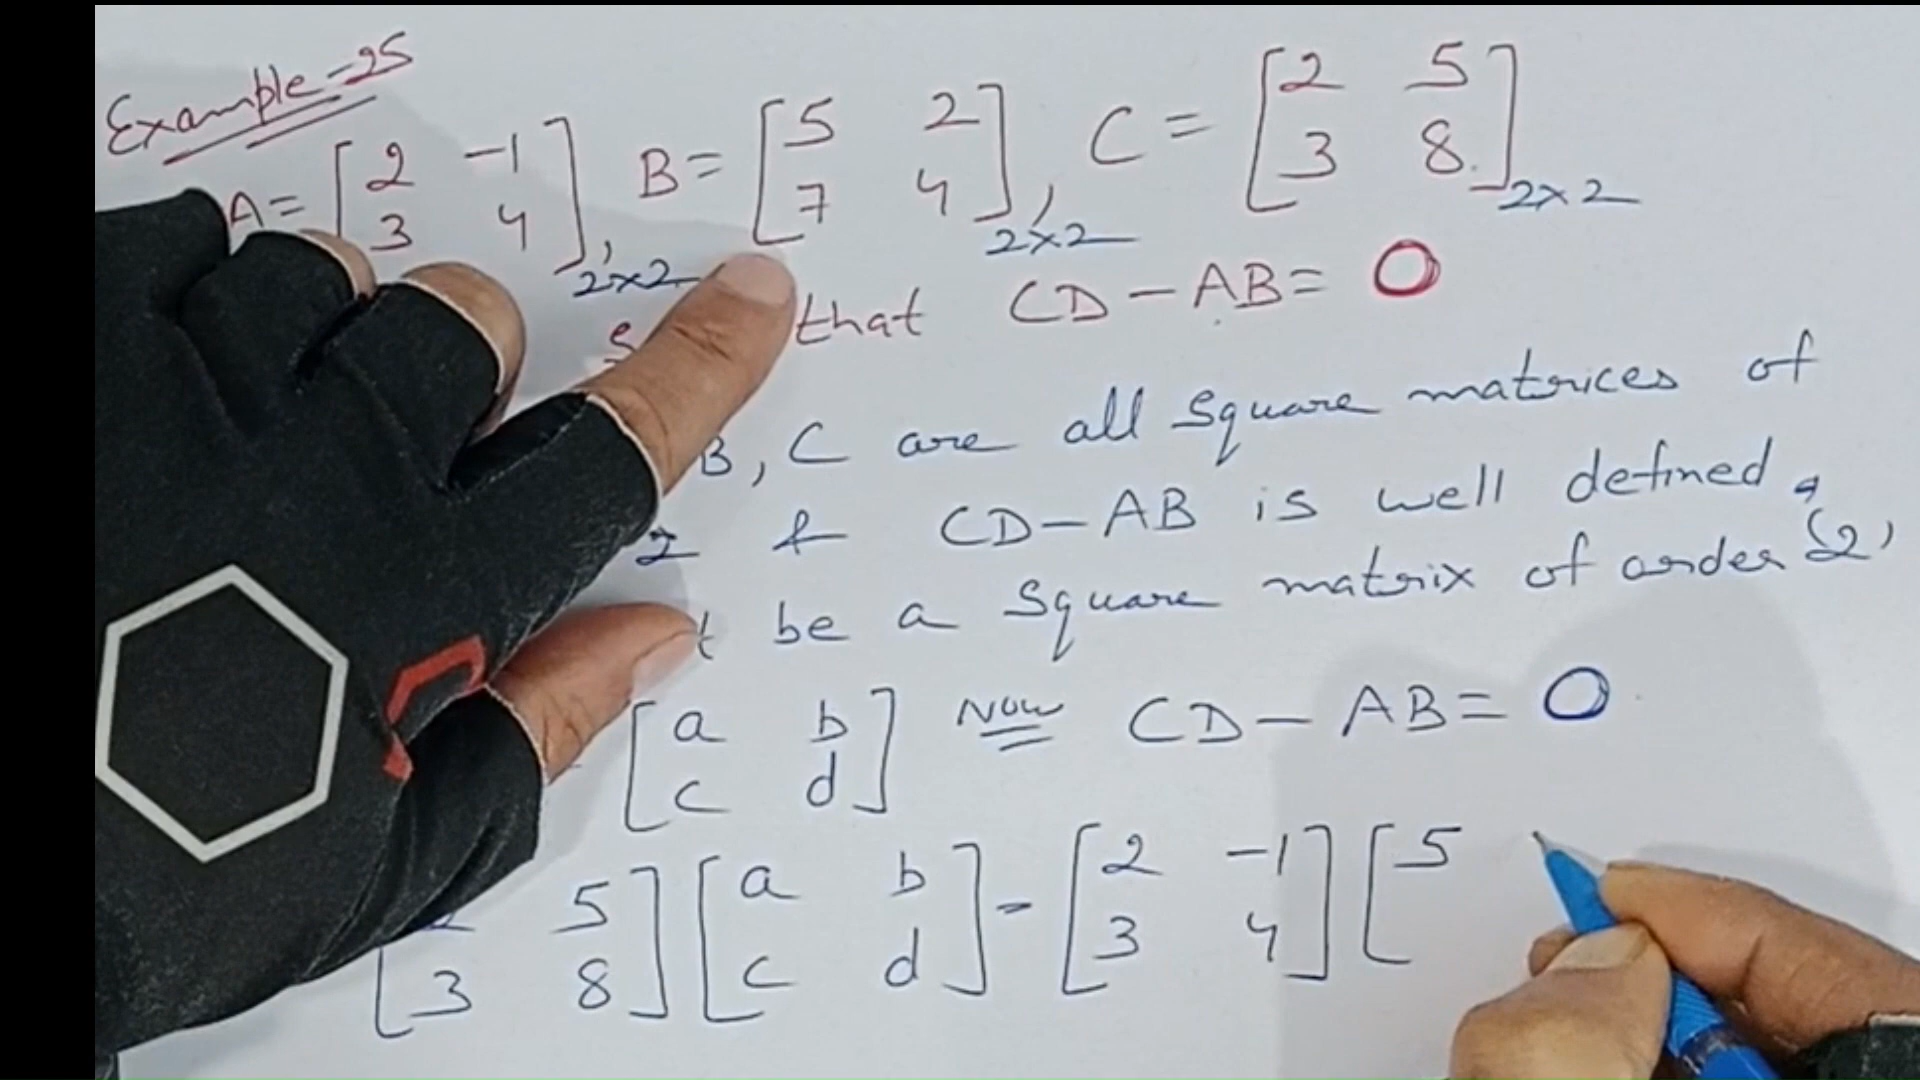 Example-25
A = [2 -1 3 4]2×2, B = [5 2 7 4]2×2, C = [2 5 3 8]2×2
that CD - AB = O
B, C are all square matrices of
2 & CD-AB is well defined,
be a square matrix of order (2)
[a b c d] Now CD - AB = O
[2 5 3 8] [a b c d] - [2 -1 3 4] [5